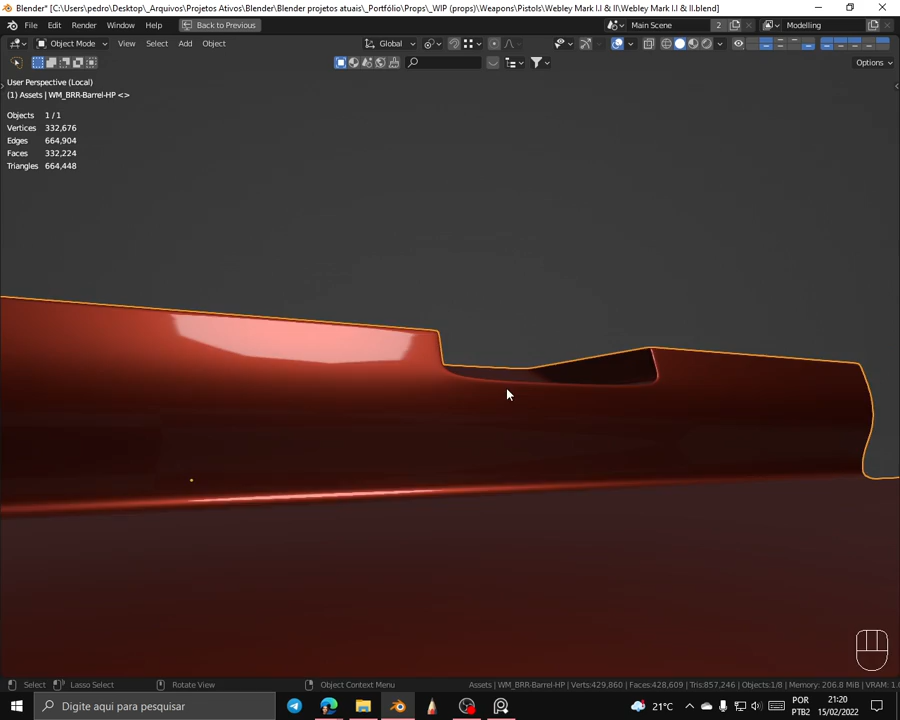 Blender* [C:\Users\pedro\Desktop\_Arquivos\Projetos Ativos\Blender\Blender projetos atuais\_Portfólio\Props\_WIP (props)\Weapons\Pistols\Webley Mark I.I & II\Webley Mark I.I & II.blend]
File Edit Render Window Help Back to Previous Main Scene 2 Modelling
Object Mode View Select Add Object Global
Options
User Perspective (Local)
(1) Assets | WM_BRR-Barrel-HP <>
Objects 1 / 1
Vertices 332,676
Edges 664,904
Faces 332,224
Triangles 664,448
Select Lasso Select Rotate View Object Context Menu Assets | WM_BRR-Barrel-HP | Verts:429,860 | Faces:428,609 | Tris:857,246 | Objects:1/8 | Memory: 206.8 MiB | VRAM: 1.
Digite aqui para pesquisar 21°C POR 21:20
PTB2 15/02/2022